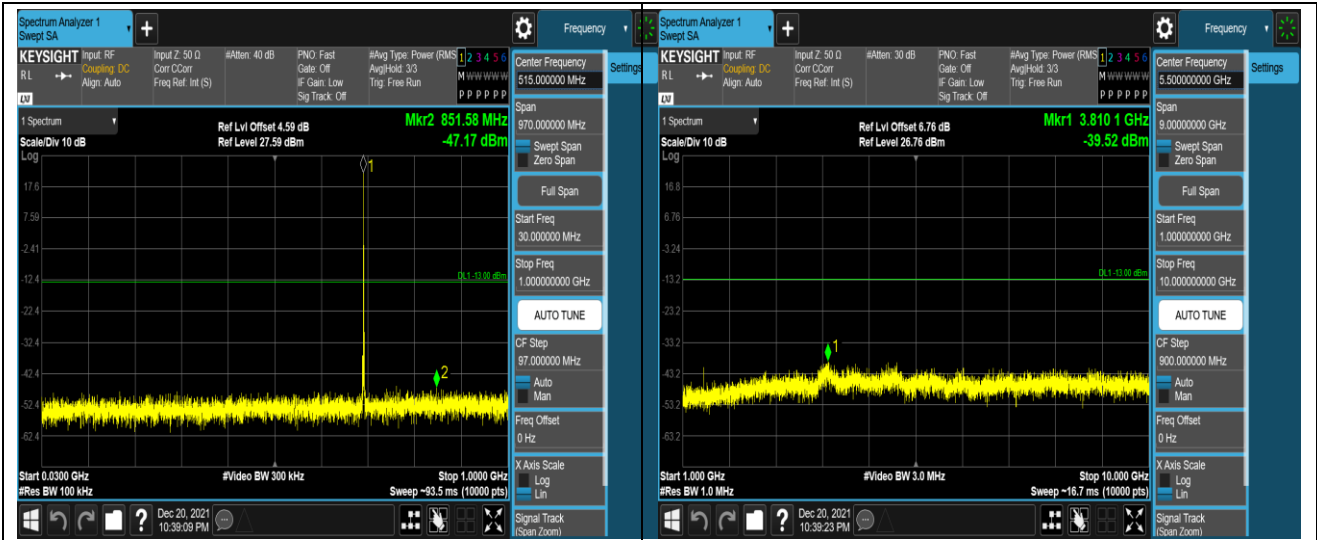 Spectrum Analyzer 1
Swept SA
+
Frequency
KEYSIGHT
RL
LXI
Input: RF
Coupling: DC
Align: Auto
Input Z: 50 Ω
Corr CCorr
Freq Ref: Int (S)
#Atten: 40 dB
PNO: Fast
Gate: Off
IF Gain: Low
Sig Track: Off
#Avg Type: Power (RMS
Avg|Hold: 3/3
Trig: Free Run
1 2 3 4 5 6
M W W W W W
P P P P P P
1 Spectrum
Scale/Div 10 dB
Log
Ref Lvl Offset 4.59 dB
Ref Level 27.59 dBm
Mkr2 851.58 MHz
-47.17 dBm
1
17.6
7.59
-2.41
DL1 -13.00 dBm
-12.4
-22.4
-32.4
-42.4
2
-52.4
-62.4
Start 0.0300 GHz
#Res BW 100 kHz
#Video BW 300 kHz
Stop 1.0000 GHz
Sweep ~93.5 ms (10000 pts)
Dec 20, 2021
10:39:09 PM
Center Frequency
515.000000 MHz
Settings
Span
970.000000 MHz
Swept Span
Zero Span
Full Span
Start Freq
30.000000 MHz
Stop Freq
1.000000000 GHz
AUTO TUNE
CF Step
97.000000 MHz
Auto
Man
Freq Offset
0 Hz
X Axis Scale
Log
Lin
Signal Track
(Span Zoom)
Spectrum Analyzer 1
Swept SA
+
Frequency
KEYSIGHT
RL
LXI
Input: RF
Coupling: DC
Align: Auto
Input Z: 50 Ω
Corr CCorr
Freq Ref: Int (S)
#Atten: 30 dB
PNO: Fast
Gate: Off
IF Gain: Low
Sig Track: Off
#Avg Type: Power (RMS
Avg|Hold: 3/3
Trig: Free Run
1 2 3 4 5 6
M W W W W W
P P P P P P
1 Spectrum
Scale/Div 10 dB
Log
Ref Lvl Offset 6.76 dB
Ref Level 26.76 dBm
Mkr1 3.810 1 GHz
-39.52 dBm
16.8
6.76
-3.24
DL1 -13.00 dBm
-13.2
-23.2
-33.2
1
-43.2
-53.2
-63.2
Start 1.000 GHz
#Res BW 1.0 MHz
#Video BW 3.0 MHz
Stop 10.000 GHz
Sweep ~16.7 ms (10000 pts)
Dec 20, 2021
10:39:23 PM
Center Frequency
5.500000000 GHz
Settings
Span
9.00000000 GHz
Swept Span
Zero Span
Full Span
Start Freq
1.000000000 GHz
Stop Freq
10.000000000 GHz
AUTO TUNE
CF Step
900.000000 MHz
Auto
Man
Freq Offset
0 Hz
X Axis Scale
Log
Lin
Signal Track
(Span Zoom)